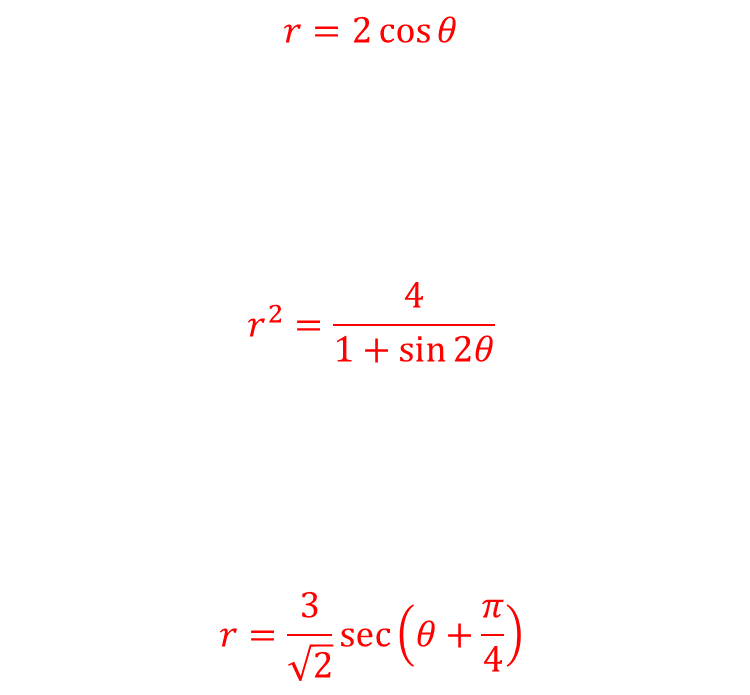 r = 2 cos θ
r² = 4 / (1 + sin 2θ)
r = 3/√2 sec(θ + π/4)